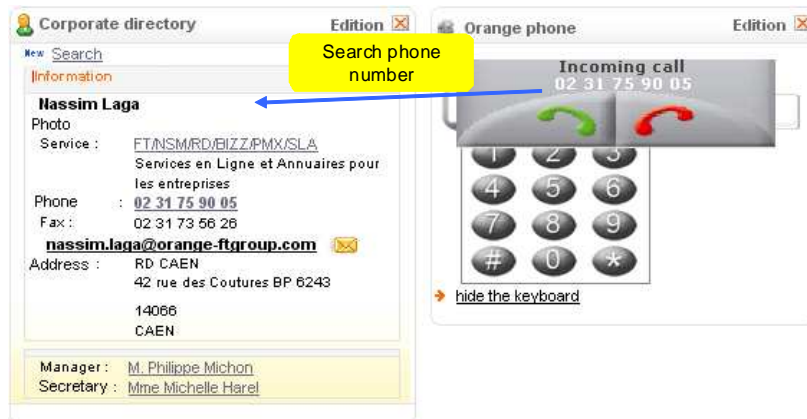 Corporate directory Edition
New Search
Information
Nassim Laga
Photo
Service : FT/NSM/RD/BIZZ/PMX/SLA
Services en Ligne et Annuaires pour
les entreprises
Phone : 02 31 75 90 05
Fax : 02 31 73 56 26
nassim.laga@orange-ftgroup.com
Address : RD CAEN
42 rue des Coutures BP 6243
14066
CAEN
Manager : M. Philippe Michon
Secretary : Mme Michelle Harel
Search phone
number
Orange phone Edition
Incoming call
02 31 75 90 05
1 2 3
4 5 6
7 8 9
# 0 *
hide the keyboard